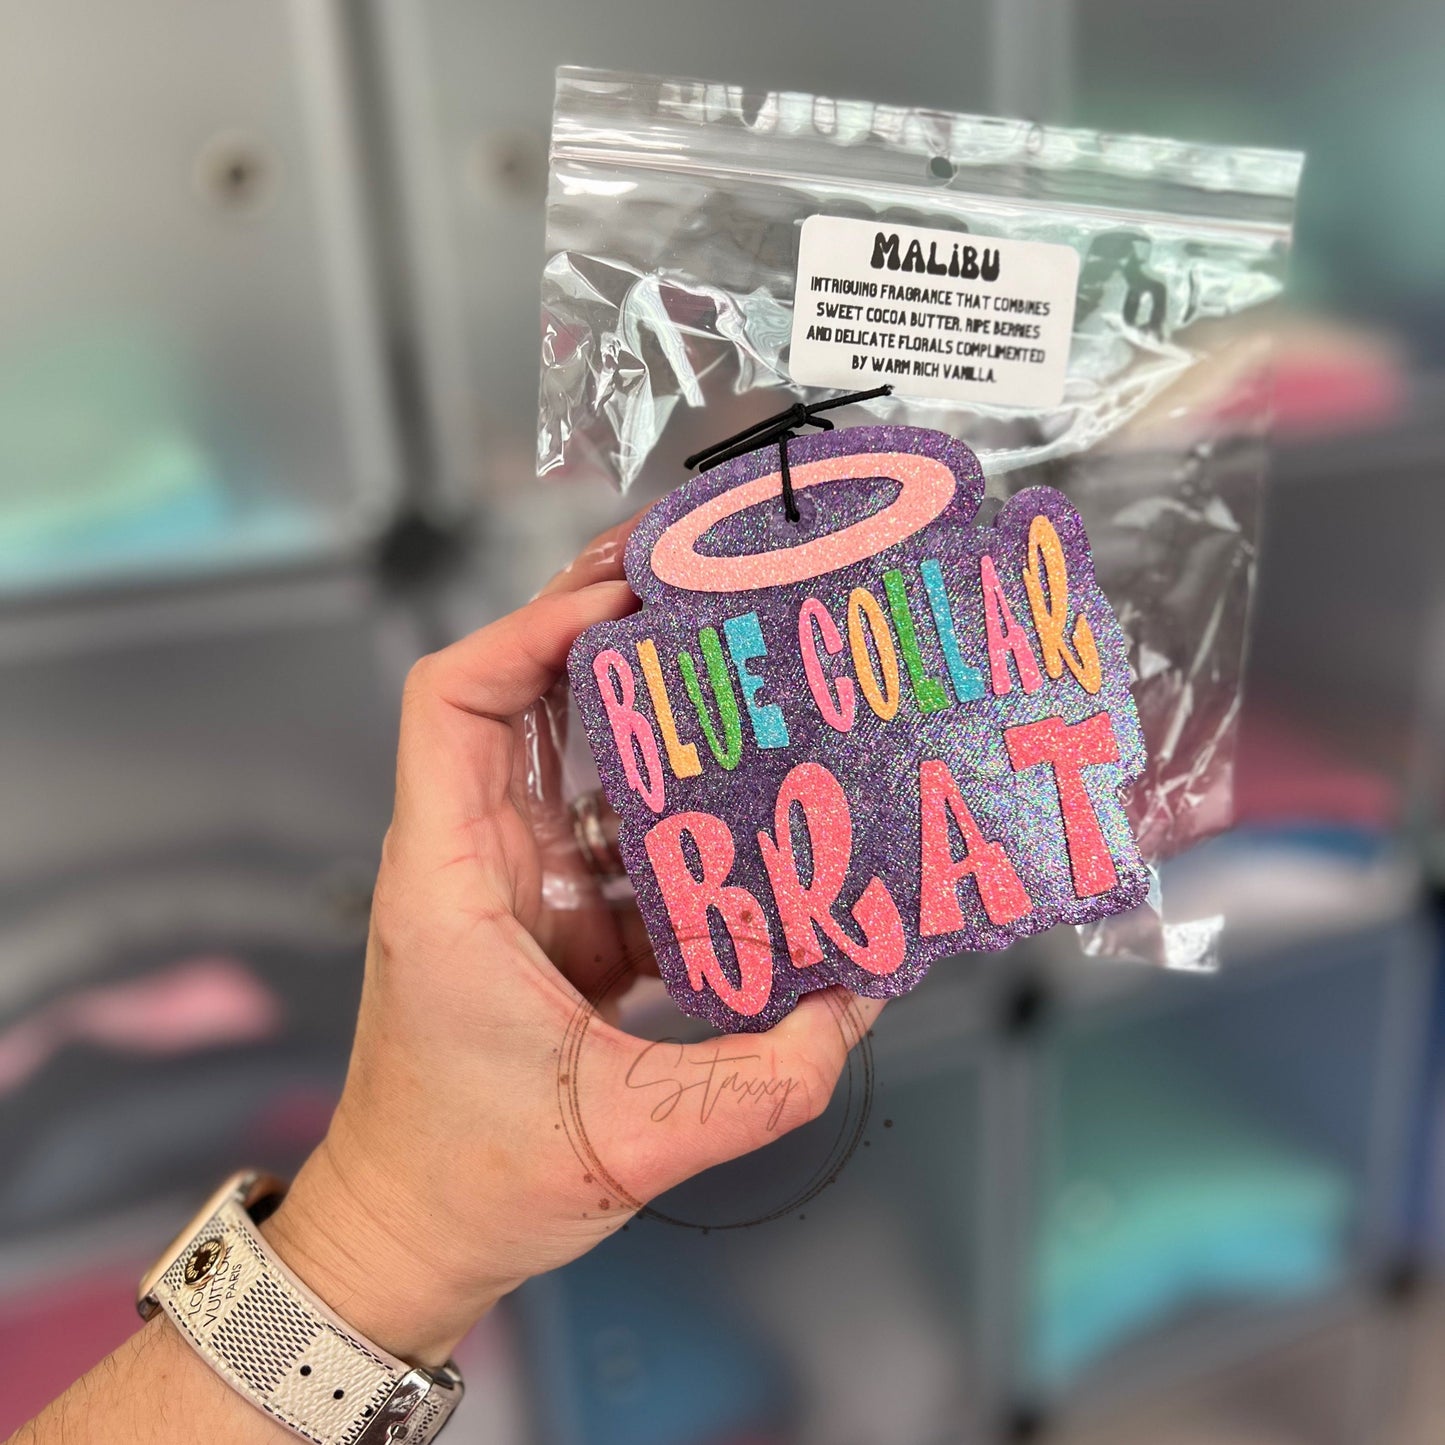 MALiBU
INTRIGUING FRAGRANCE THAT COMBINES
SWEET COCOA BUTTER, RIPE BERRIES
AND DELICATE FLORALS COMPLIMENTED
BY WARM RICH VANILLA.
BLUE COLLAR
BRAT
Staxxy
LOUIS
VUITTON
PARIS